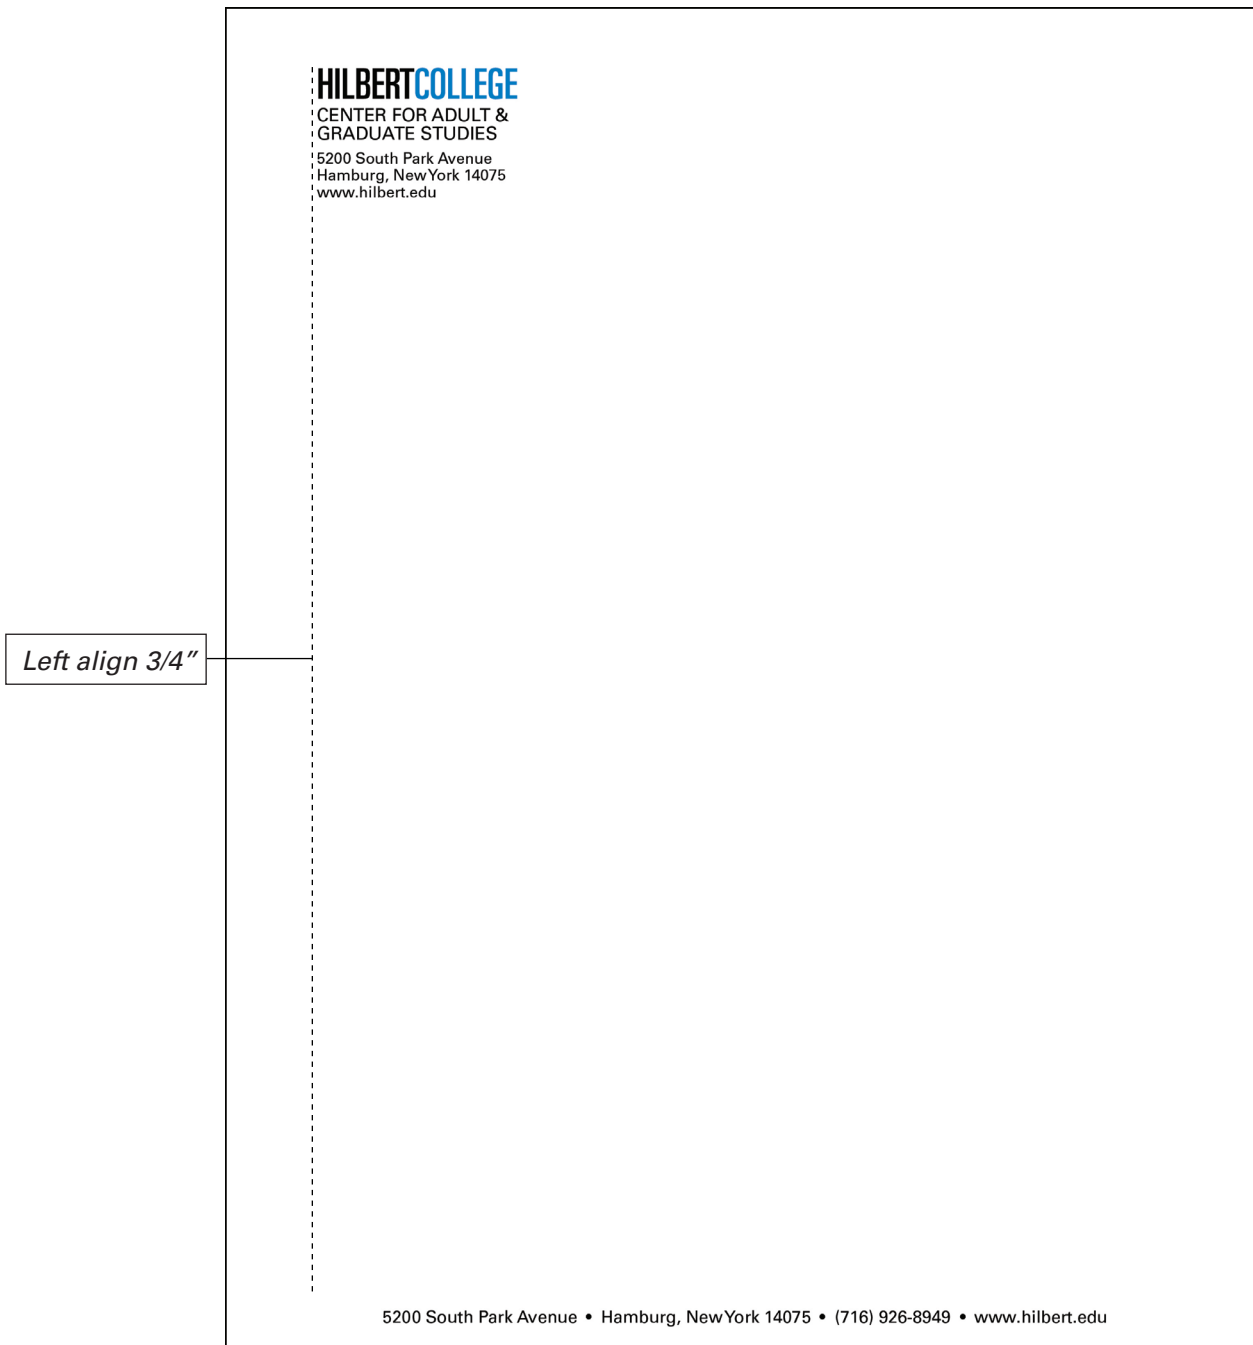 HILBERTCOLLEGE
CENTER FOR ADULT &
GRADUATE STUDIES
5200 South Park Avenue
Hamburg, New York 14075
www.hilbert.edu
Left align 3/4”
5200 South Park Avenue • Hamburg, New York 14075 • (716) 926-8949 • www.hilbert.edu